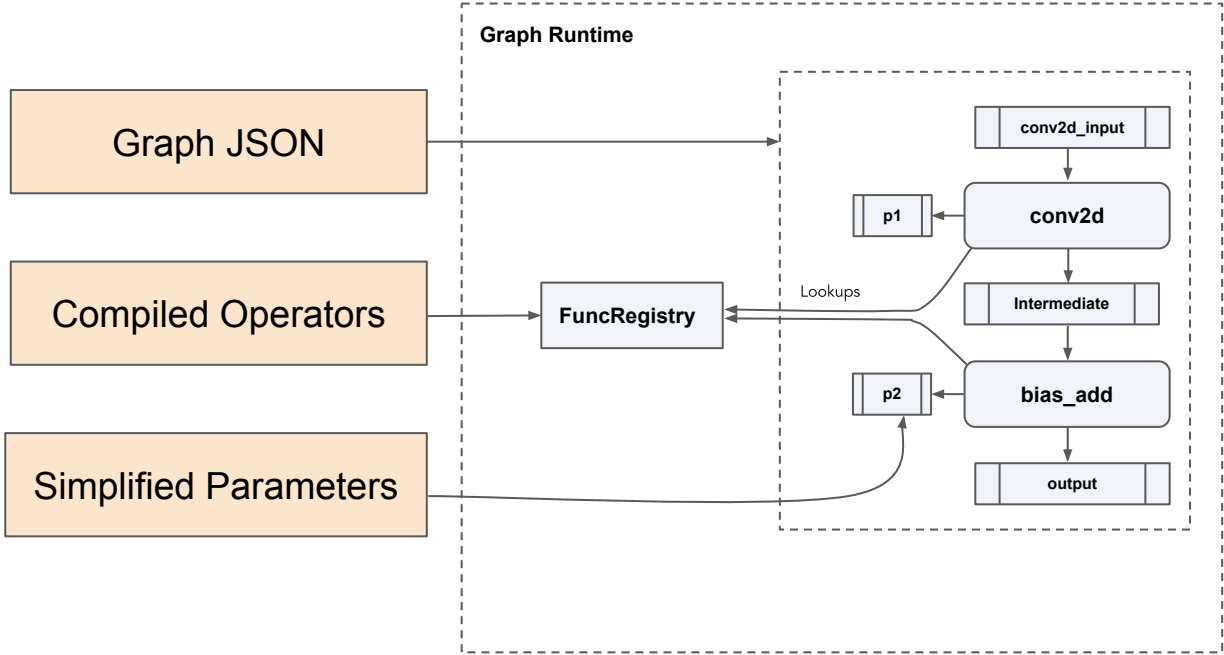 Graph Runtime
Graph JSON
conv2d_input
p1
conv2d
Compiled Operators
FuncRegistry
Lookups
Intermediate
p2
bias_add
Simplified Parameters
output